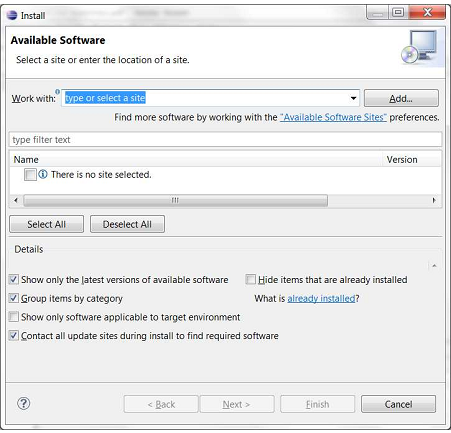 Install
Available Software
Select a site or enter the location of a site.
Work with: type or select a site Add...
Find more software by working with the "Available Software Sites" preferences.
type filter text
Name Version
There is no site selected.
Select All Deselect All
Details
Show only the latest versions of available software Hide items that are already installed
Group items by category What is already installed?
Show only software applicable to target environment
Contact all update sites during install to find required software
? < Back Next > Finish Cancel